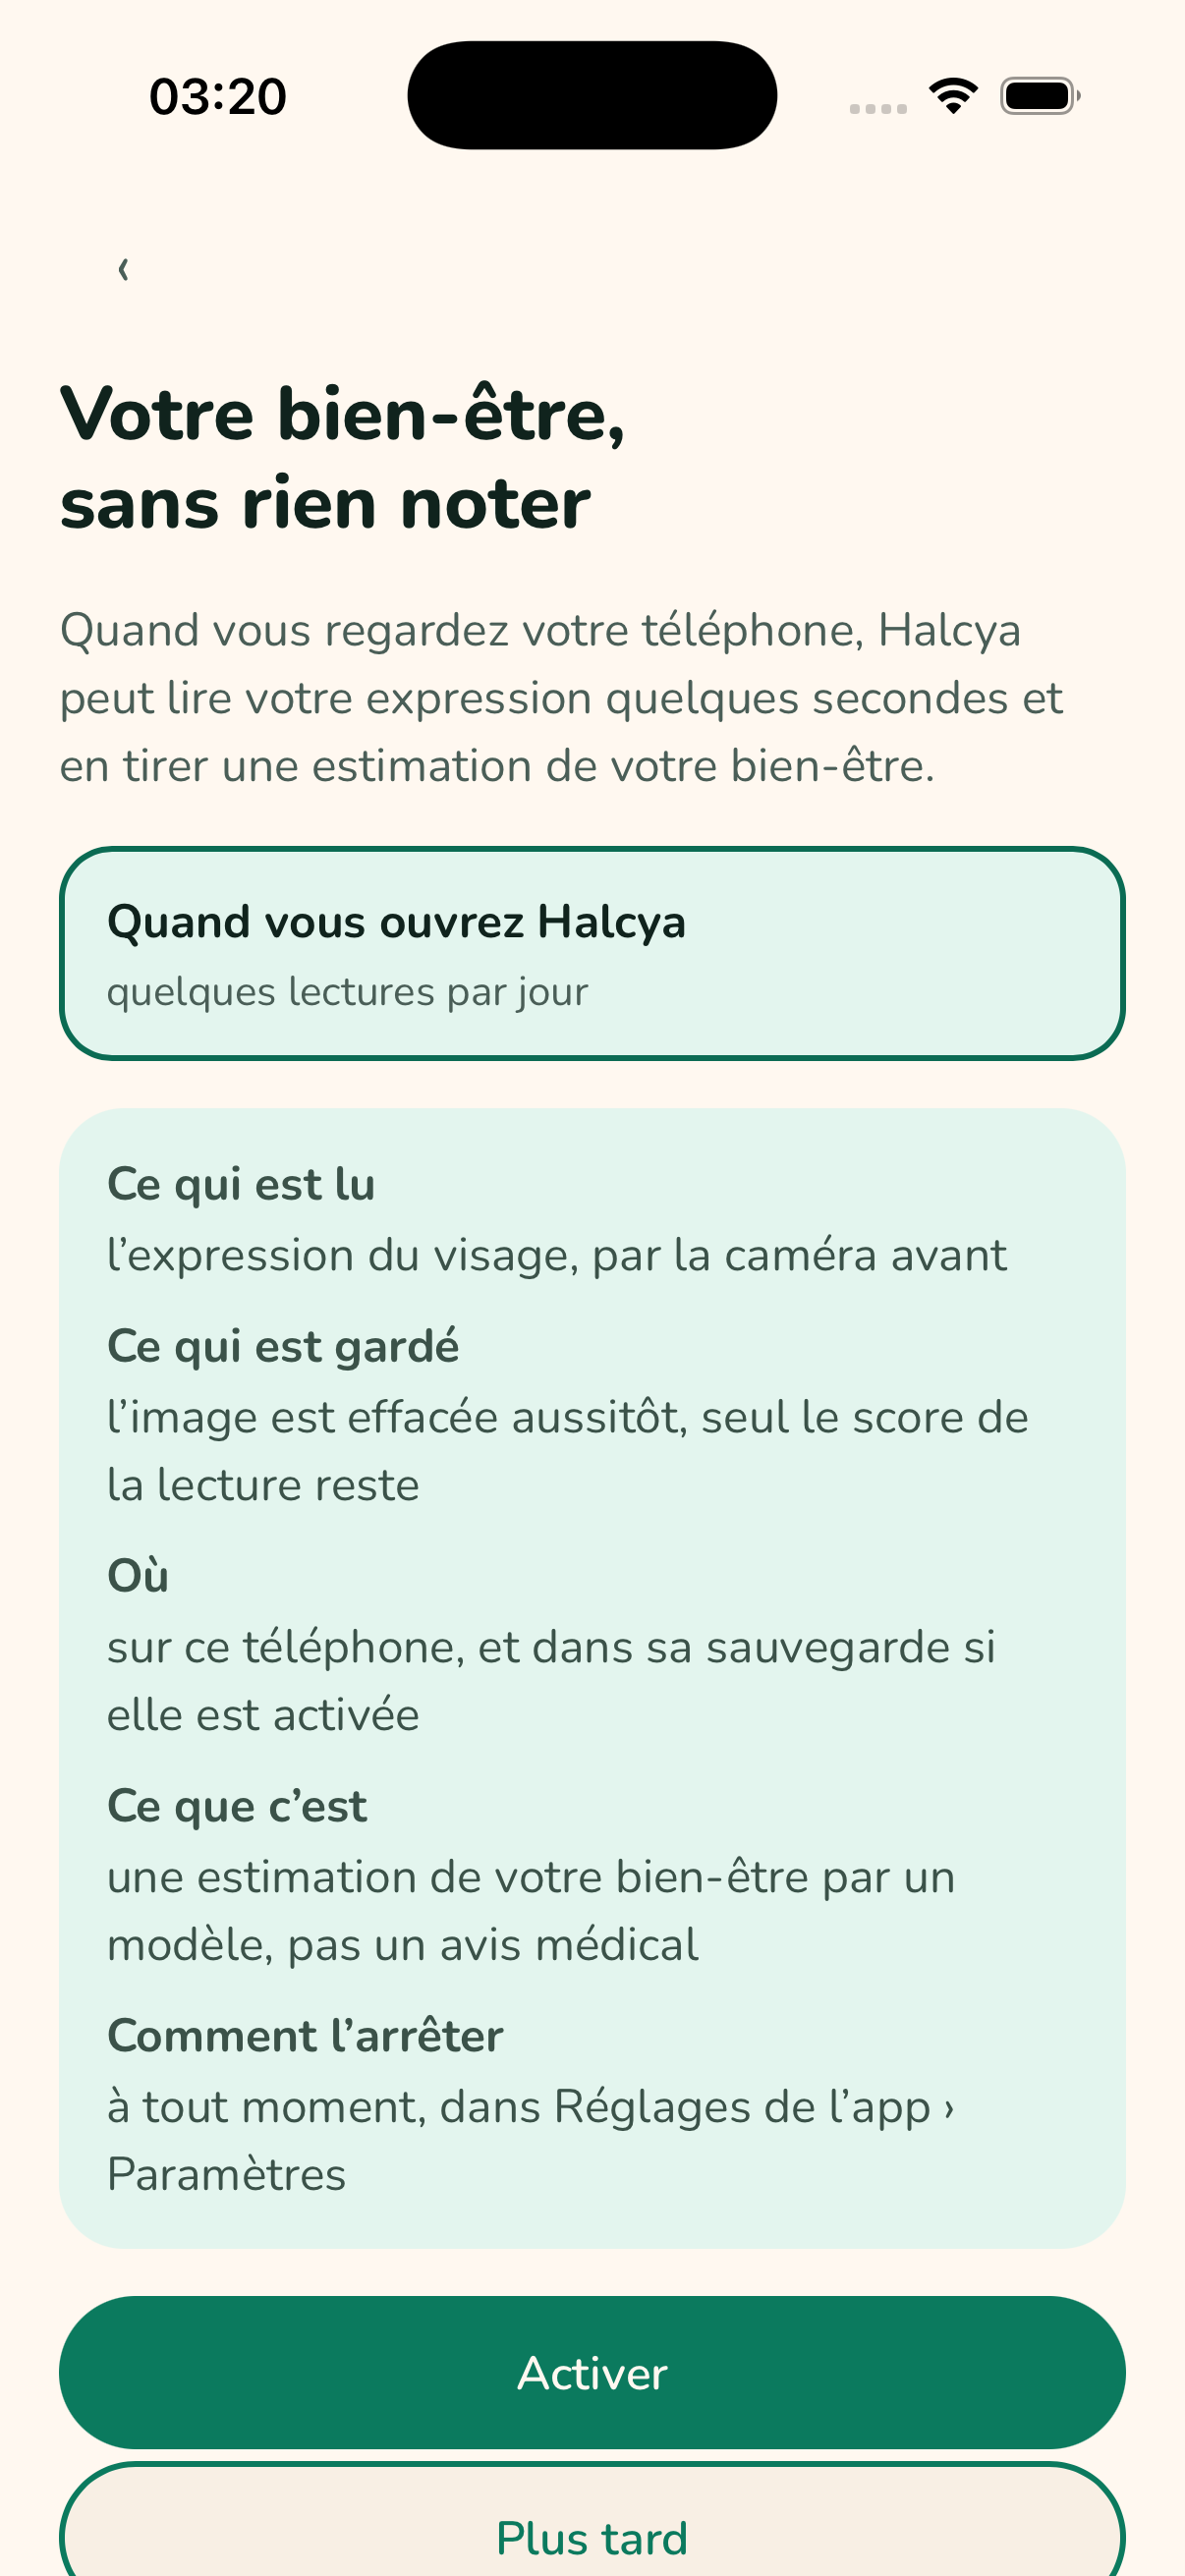 03:20
‹
Votre bien-être,
sans rien noter
Quand vous regardez votre téléphone, Halcya
peut lire votre expression quelques secondes et
en tirer une estimation de votre bien-être.
Quand vous ouvrez Halcya
quelques lectures par jour
Ce qui est lu
l’expression du visage, par la caméra avant
Ce qui est gardé
l’image est effacée aussitôt, seul le score de
la lecture reste
Où
sur ce téléphone, et dans sa sauvegarde si
elle est activée
Ce que c’est
une estimation de votre bien-être par un
modèle, pas un avis médical
Comment l’arrêter
à tout moment, dans Réglages de l’app ›
Paramètres
Activer
Plus tard